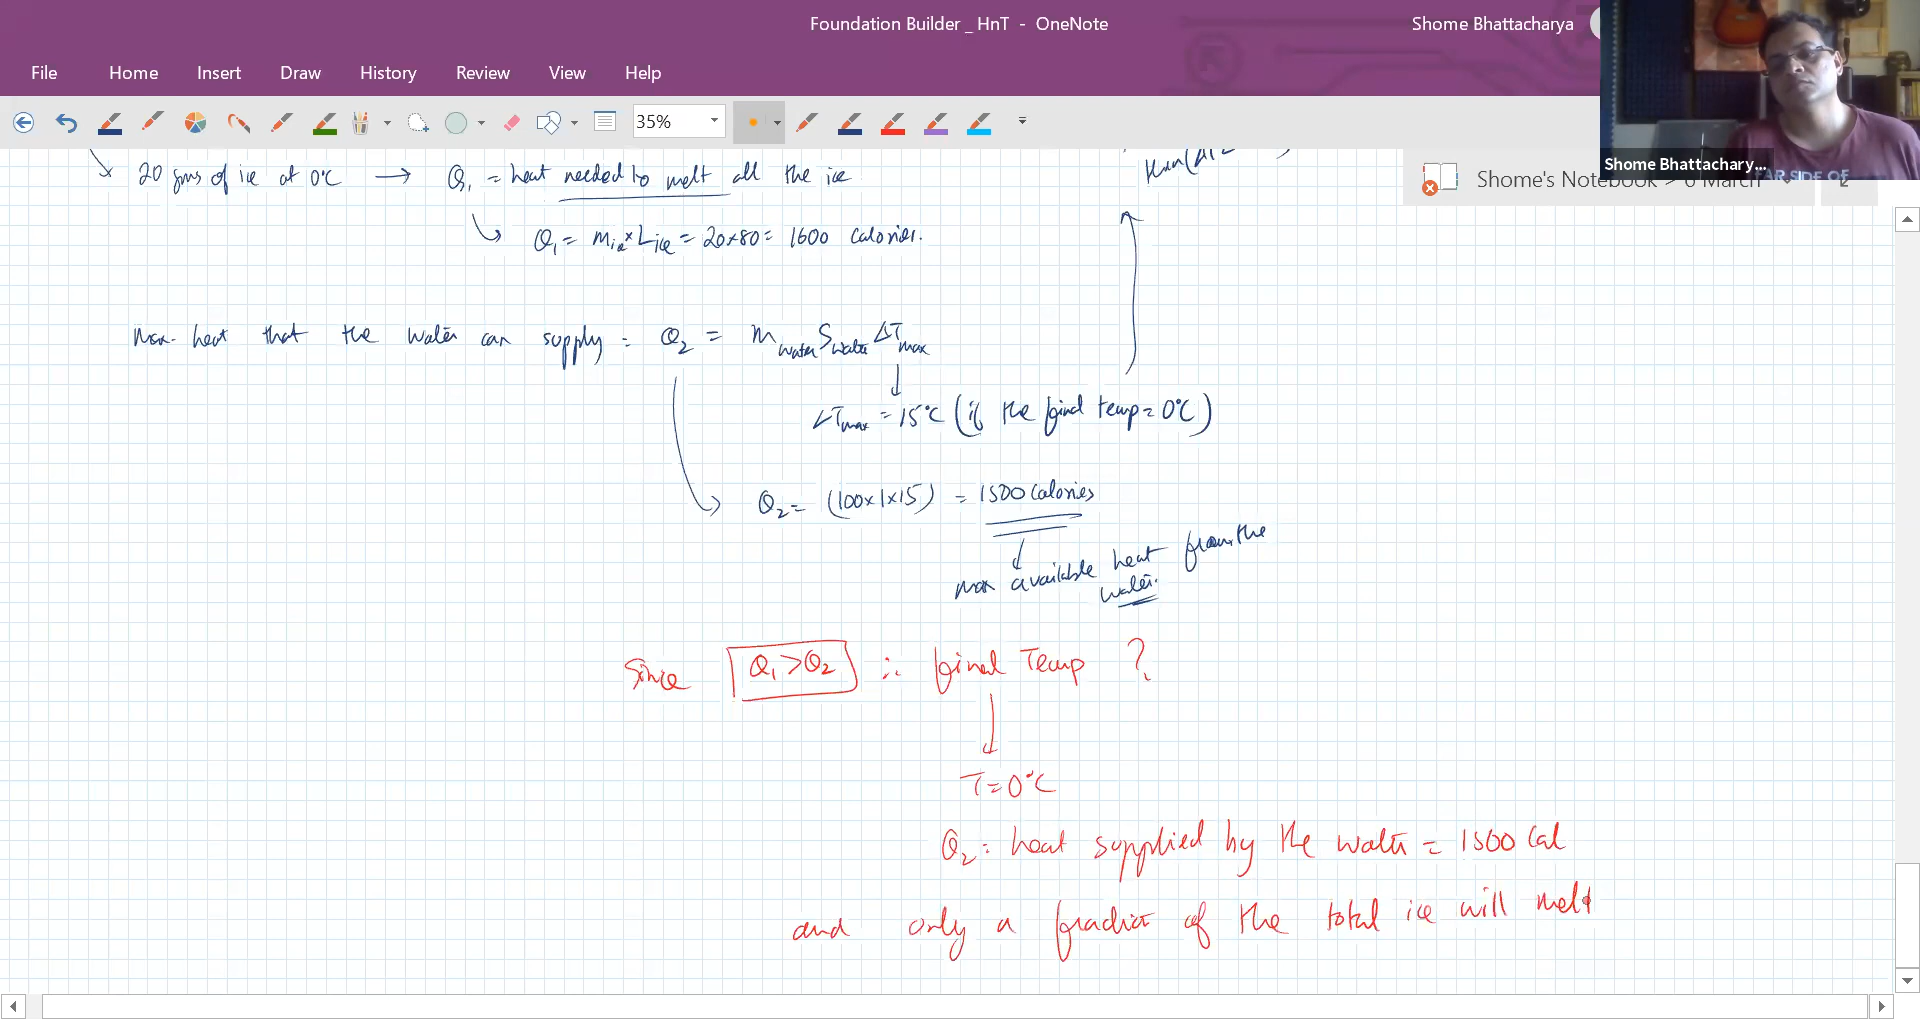 Foundation Builder _ HnT - OneNote
Shome Bhattacharya
File Home Insert Draw History Review View Help
35%
Shome Bhattachary...
Shome's Notebook > 6 March
20 gms of ice at 0°C → Q₁ = heat needed to melt all the ice
Q₁ = mice × Lice = 20×80 = 1600 Calories.
Max. heat that the water can supply = Q₂ = mwater Swater ΔTmax
ΔTmax = 15°C (if the final temp = 0°C)
Q₂ = (100×1×15) = 1500 Calories
max available heat from the
water.
Since Q₁>Q₂ ∴ final Temp ?
T=0°C
Q₂ = heat supplied by the water = 1500 Cal
and only a fraction of the total ice will melt